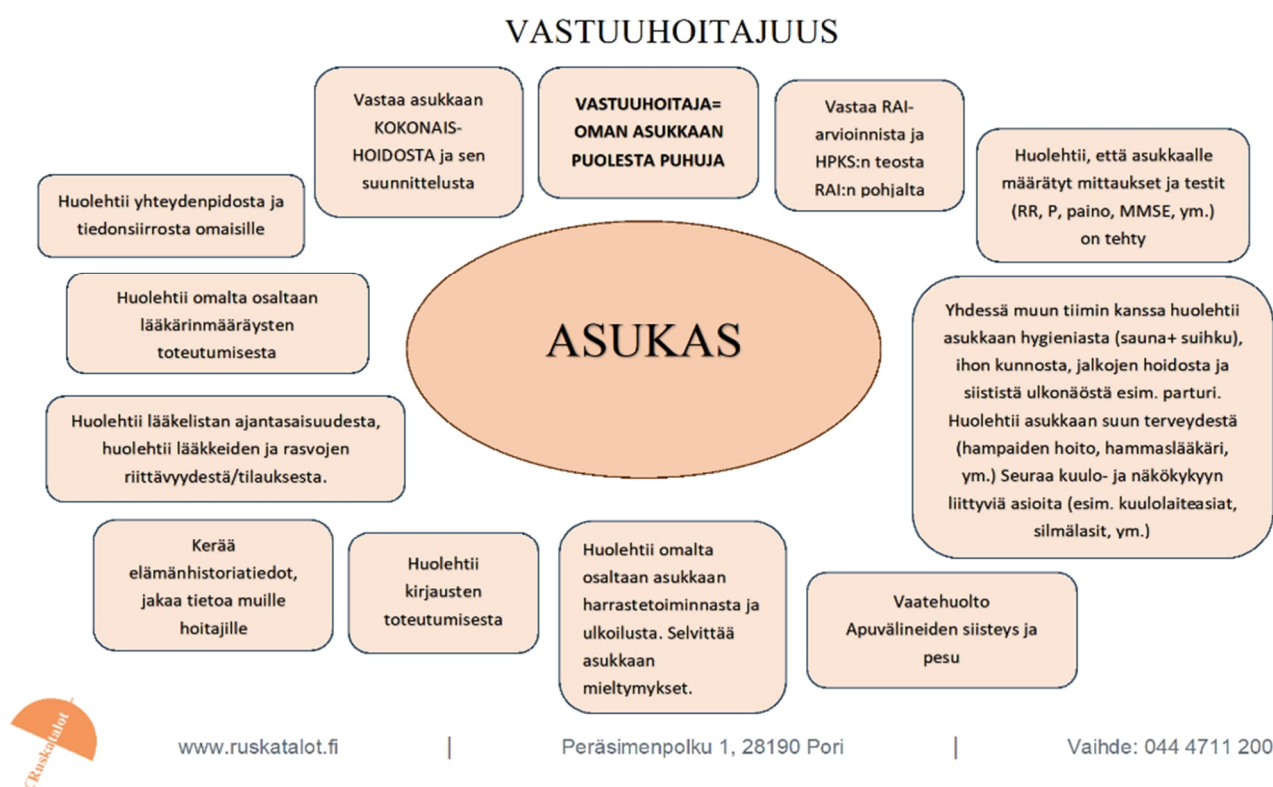 VASTUUHOITAJUUS
Vastaa asukkaan
KOKONAIS-
HOIDOSTA ja sen
suunnittelusta
VASTUUHOITAJA=
OMAN ASUKKAAN
PUOLESTA PUHUJA
Vastaa RAI-
arvioinnista ja
HPKS:n teosta
RAI:n pohjalta
Huolehtii, että asukkaalle
määrätyt mittaukset ja testit
(RR, P, paino, MMSE, ym.)
on tehty
Huolehtii yhteydenpidosta ja
tiedonsiirrosta omaisille
Huolehtii omalta osaltaan
lääkärinmääräysten
toteutumisesta
ASUKAS
Yhdessä muun tiimin kanssa huolehtii
asukkaan hygieniasta (sauna+ suihku),
ihon kunnosta, jalkojen hoidosta ja
siististä ulkonäöstä esim. parturi.
Huolehtii asukkaan suun terveydestä
(hampaiden hoito, hammaslääkäri,
ym.) Seuraa kuulo- ja näkökykyyn
liittyviä asioita (esim. kuulolaiteasiat,
silmälasit, ym.)
Huolehtii lääkelistan ajantasaisuudesta,
huolehtii lääkkeiden ja rasvojen
riittävyydestä/tilauksesta.
Kerää
elämänhistoriatiedot,
jakaa tietoa muille
hoitajille
Huolehtii
kirjausten
toteutumisesta
Huolehtii omalta
osaltaan asukkaan
harrastetoiminnasta ja
ulkoilusta. Selvittää
asukkaan
mieltymykset.
Vaatehuolto
Apuvälineiden siisteys ja
pesu
Ruskatalot
www.ruskatalot.fi | Peräsimenpolku 1, 28190 Pori | Vaihde: 044 4711 200